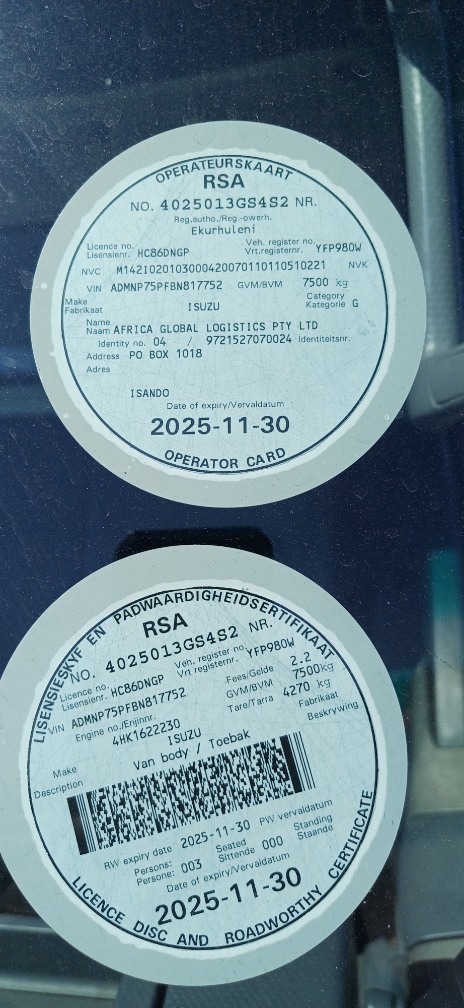 OPERATEURSKAART
RSA
NO. 4025013GS4S2 NR.
Reg.autho./Reg.-owerh.
Ekurhuleni
Licence no. Veh. register no.
Lisensienr. HC86DNGP Vrt.registernr. YFP980W
NVC M1421020103000420070110110510221 NVK
VIN ADMNP75PFBN817752 GVM/BVM 7500 kg
Make Category
Fabrikaat ISUZU Kategorie G
Name
Naam AFRICA GLOBAL LOGISTICS PTY LTD
Identity no. 04 / 9721527070024 Identiteitsnr.
Address PO BOX 1018
Adres
ISANDO
Date of expiry/Vervaldatum
2025-11-30
OPERATOR CARD
LISENSIESKYF EN PADWAARDIGHEIDSERTIFIKAAT
RSA
NO. 4025013GS4S2 NR.
Licence no. Veh. register no.
Lisensienr. HC86DNGP Vrt registernr. YFP980W
VIN ADMNP75PFBN817752 Fees/Gelde 2.2
Engine no./Enjinnr. GVM/BVM 7500kg
4HK1622230 Tare/Tarra 4270 kg
Make ISUZU Fabrikaat
Description Van body / Toebak Beskrywing
RW expiry date 2025-11-30 PW vervaldatum
Persons: Seated Standing
Persone: 003 Sittende 000 Staande
Date of expiry/Vervaldatum
2025-11-30
LICENCE DISC AND ROADWORTHY CERTIFICATE